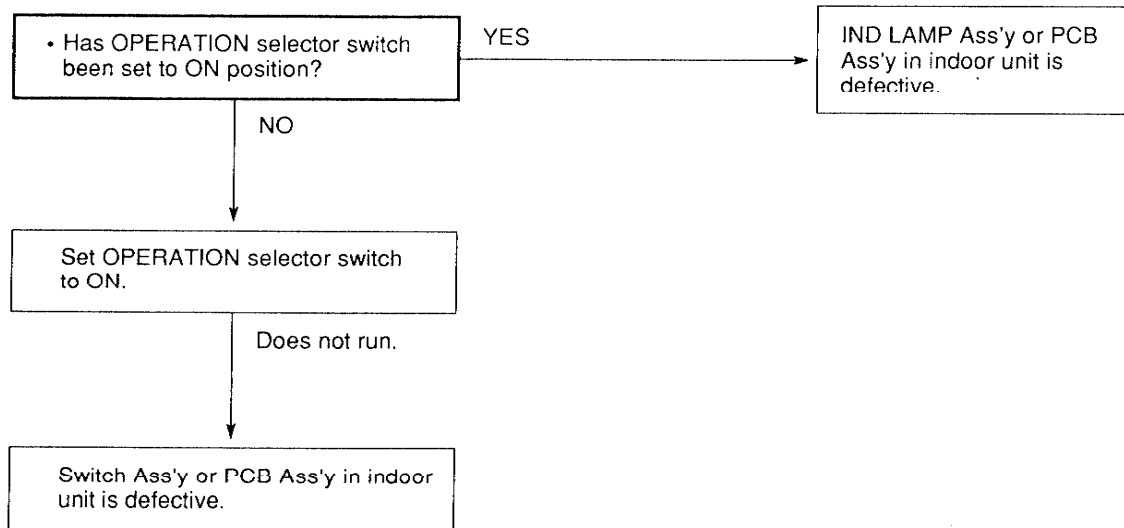 • Has OPERATION selector switch
been set to ON position?
YES
IND LAMP Ass'y or PCB
Ass'y in indoor unit is
defective.
NO
Set OPERATION selector switch
to ON.
Does not run.
Switch Ass'y or PCB Ass'y in indoor
unit is defective.